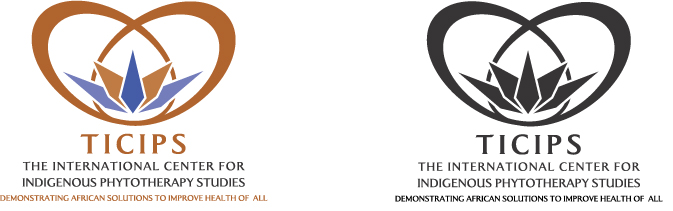 TICIPS
THE INTERNATIONAL CENTER FOR
INDIGENOUS PHYTOTHERAPY STUDIES
DEMONSTRATING AFRICAN SOLUTIONS TO IMPROVE HEALTH OF ALL
TICIPS
THE INTERNATIONAL CENTER FOR
INDIGENOUS PHYTOTHERAPY STUDIES
DEMONSTRATING AFRICAN SOLUTIONS TO IMPROVE HEALTH OF ALL